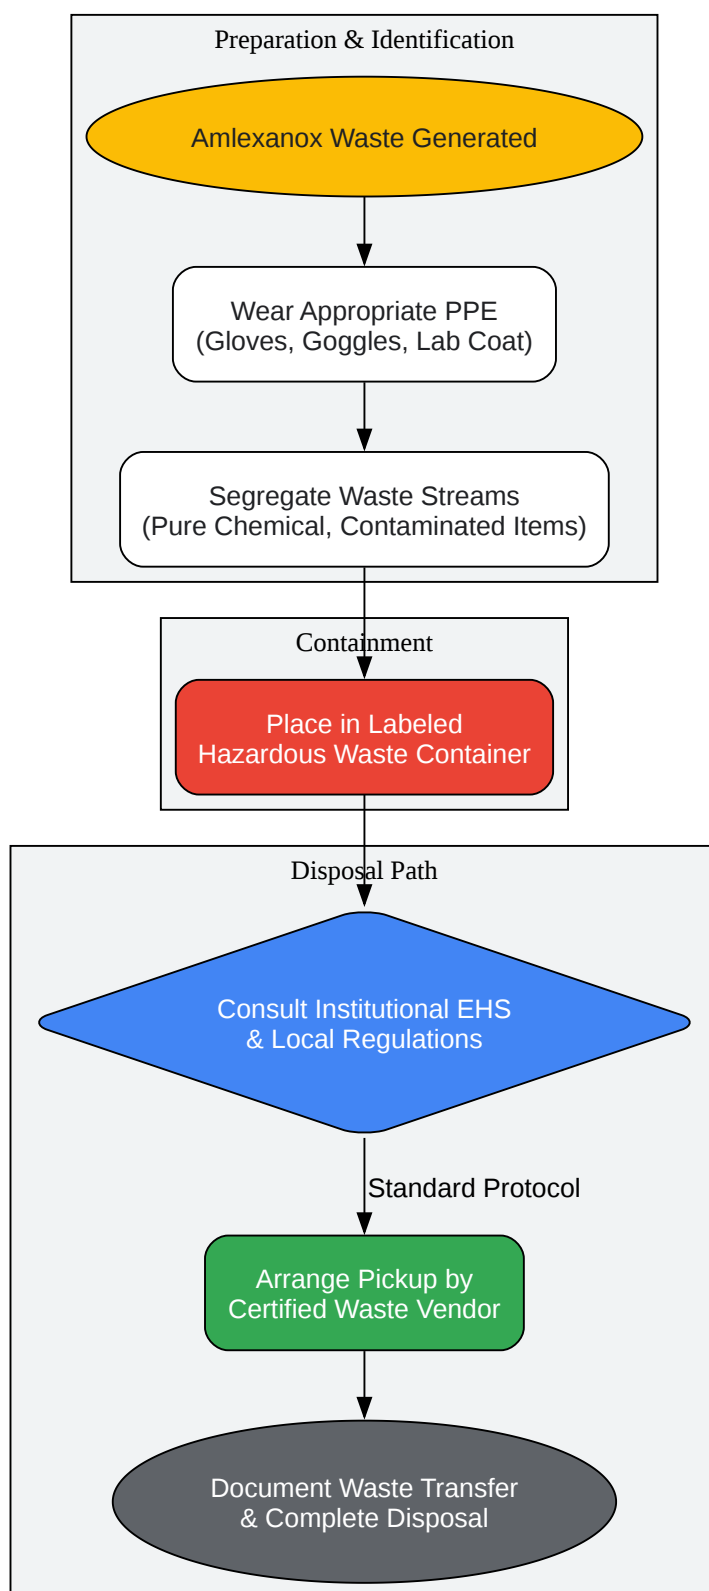 Preparation & Identification
Amlexanox Waste Generated
Wear Appropriate PPE
(Gloves, Goggles, Lab Coat)
Segregate Waste Streams
(Pure Chemical, Contaminated Items)
Containment
Place in Labeled
Hazardous Waste Container
Disposal Path
Consult Institutional EHS
& Local Regulations
Standard Protocol
Arrange Pickup by
Certified Waste Vendor
Document Waste Transfer
& Complete Disposal